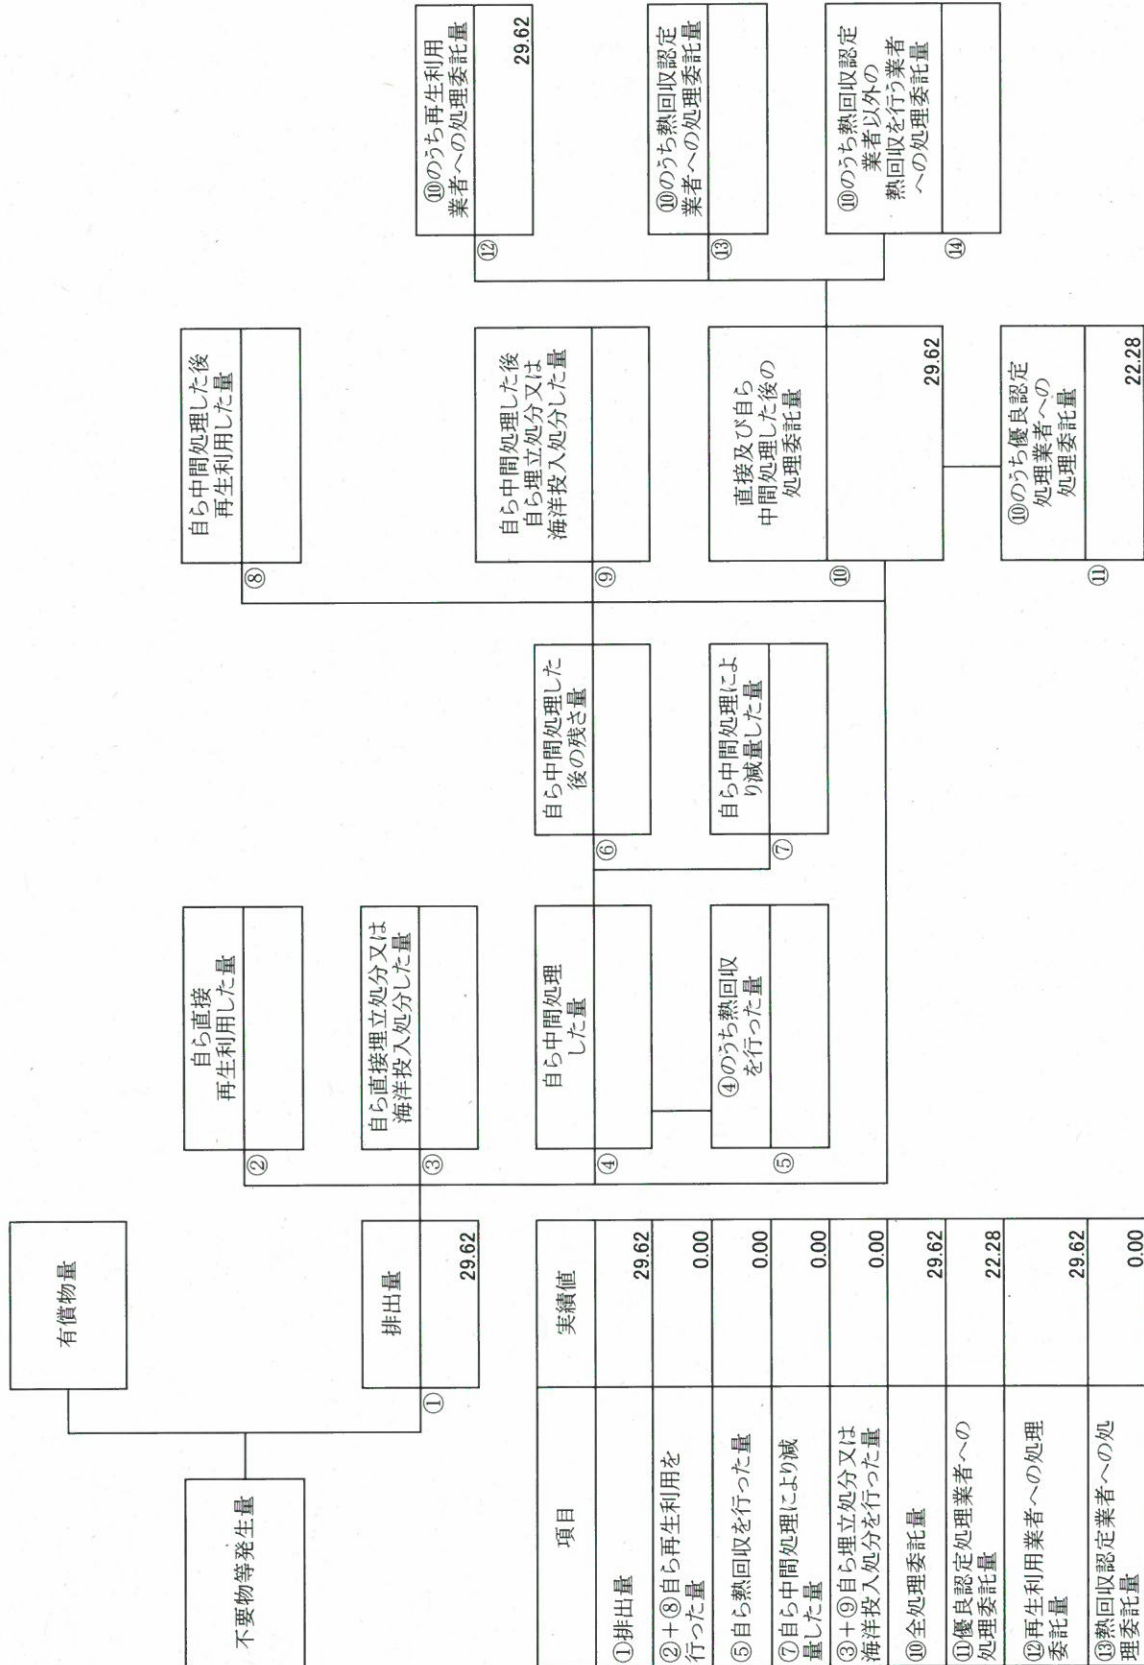 不要物等発生量
有償物量
①
排出量
29.62
②
自ら直接
再生利用した量
③
自ら直接埋立処分又は
海洋投入処分した量
④
自ら中間処理
した量
⑤
④のうち熱回収
を行った量
⑥
自ら中間処理した
後の残さ量
⑦
自ら中間処理によ
り減量した量
⑧
自ら中間処理した後
再生利用した量
⑨
自ら中間処理した後
自ら埋立処分又は
海洋投入処分した量
⑩
直接及び自ら
中間処理した後の
処理委託量
29.62
⑪
⑩のうち優良認定
処理業者への
処理委託量
22.28
⑫
⑩のうち再生利用
業者への処理委託量
29.62
⑬
⑩のうち熱回収認定
業者への処理委託量
⑭
⑩のうち熱回収認定
業者以外の
熱回収を行う業者
への処理委託量
項目
実績値
①排出量
29.62
②+⑧自ら再生利用を
行った量
0.00
⑤自ら熱回収を行った量
0.00
⑦自ら中間処理により減
量した量
0.00
③+⑨自ら埋立処分又は
海洋投入処分を行った量
0.00
⑩全処理委託量
29.62
⑪優良認定処理業者への
処理委託量
22.28
⑫再生利用業者への処理
委託量
29.62
⑬熱回収認定業者への処
理委託量
0.00